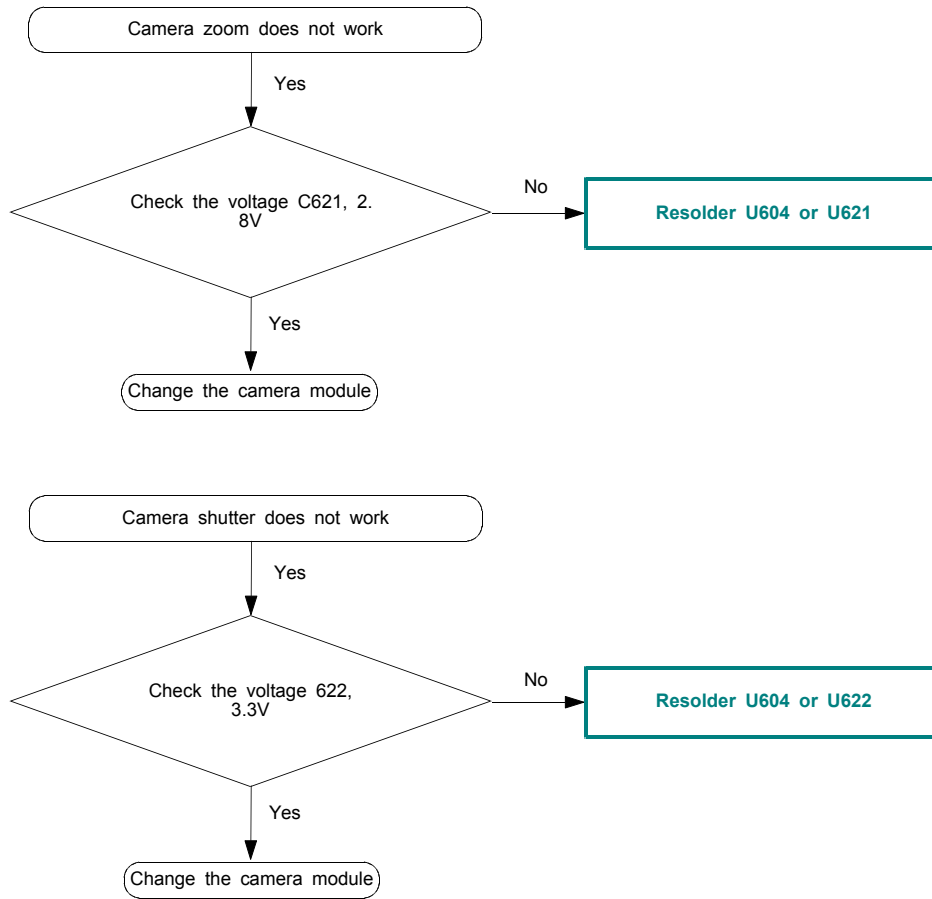 Camera zoom does not work
Yes
Check the voltage C621, 2.
8V
No
Resolder U604 or U621
Yes
Change the camera module
Camera shutter does not work
Yes
Check the voltage 622,
3.3V
No
Resolder U604 or U622
Yes
Change the camera module